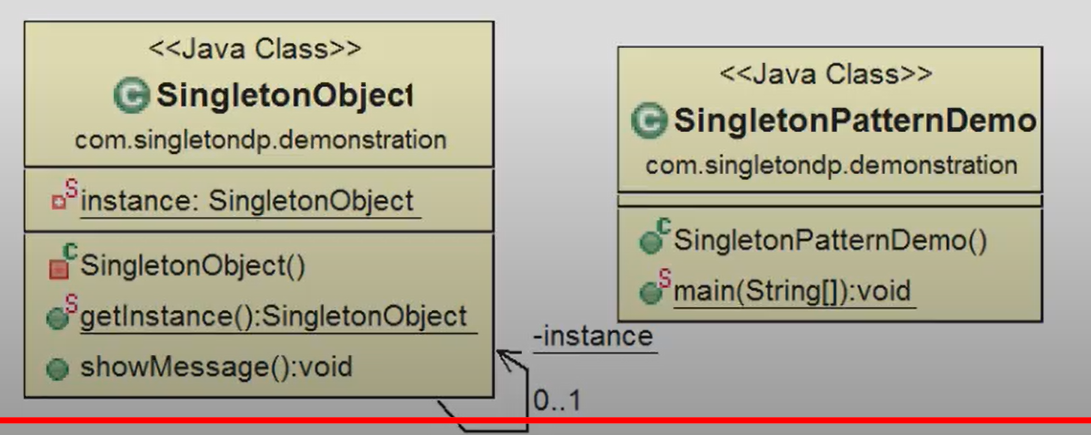 <<Java Class>>
SingletonObject
com.singletondp.demonstration
instance: SingletonObject
SingletonObject()
getInstance():SingletonObject
showMessage():void
-instance
0..1
<<Java Class>>
SingletonPatternDemo
com.singletondp.demonstration
SingletonPatternDemo()
main(String[]):void